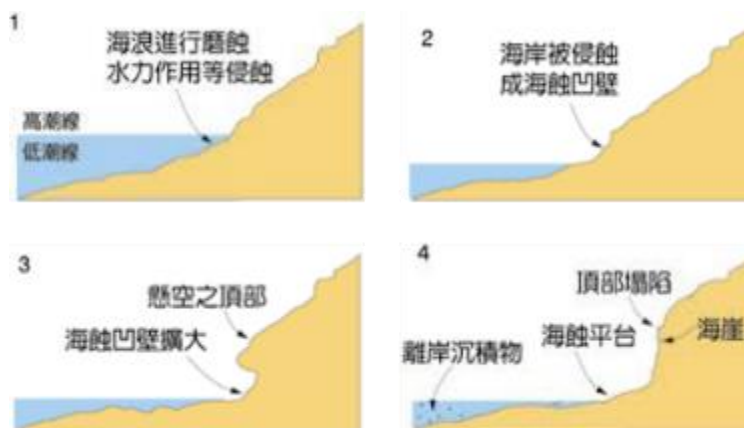 1
海浪進行磨蝕
水力作用等侵蝕
高潮線
低潮線
2
海岸被侵蝕
成海蝕凹壁
3
懸空之頂部
海蝕凹壁擴大
4
頂部塌陷
海蝕平台
海崖
離岸沉積物